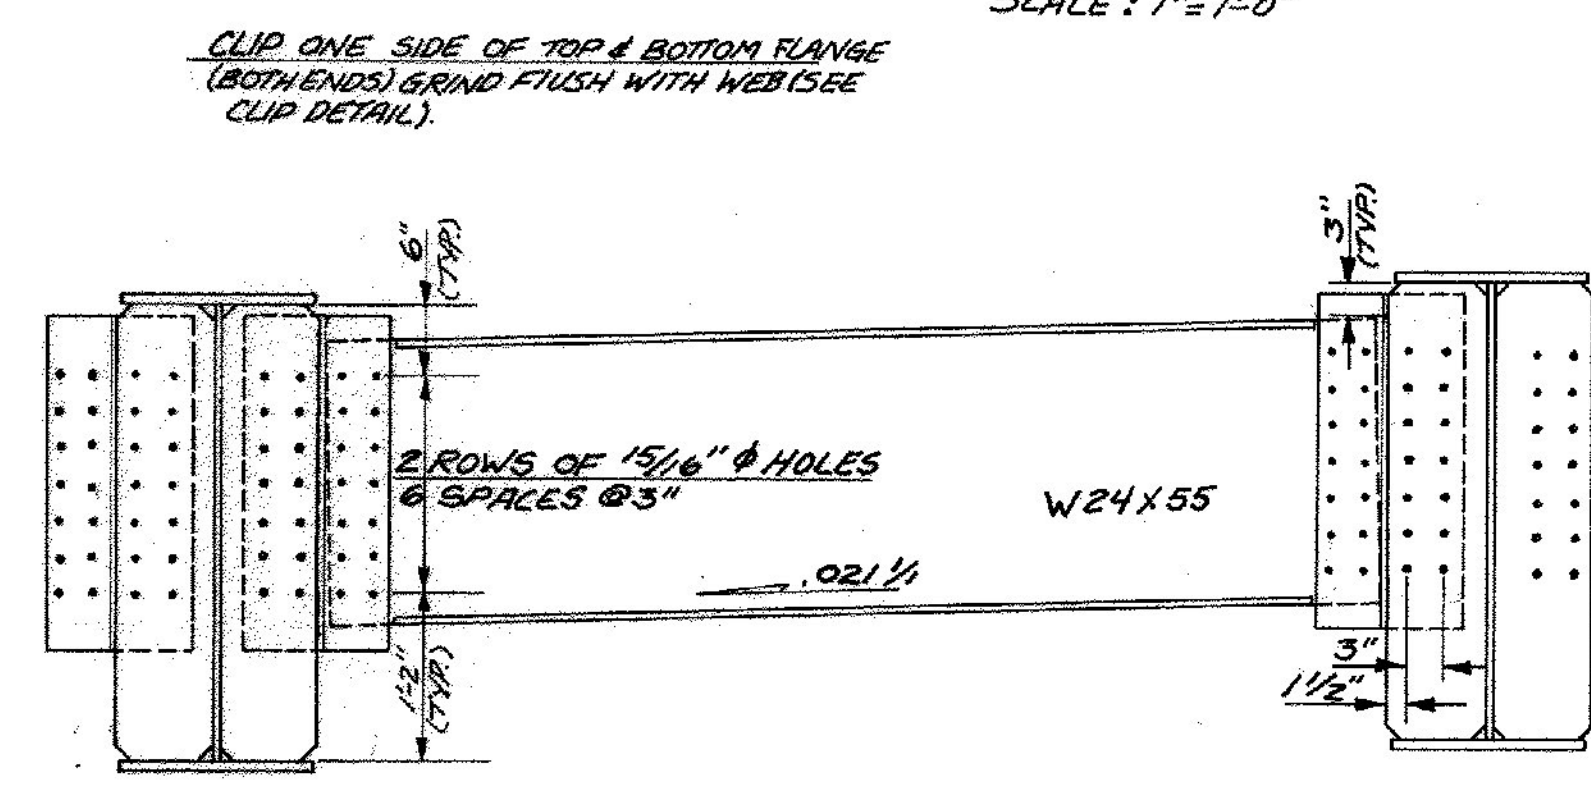 SCALE : 1" = 1'-0"
CLIP ONE SIDE OF TOP & BOTTOM FLANGE
(BOTH ENDS) GRIND FlUSH WITH WEB (SEE
CLIP DETAIL).
6"
(TYP.)
3"
(TYP.)
2 ROWS OF 15/16" ϕ HOLES
6 SPACES @ 3"
W24X55
.021 1/1
3"
1 1/2"
1'-2"
(TYP.)